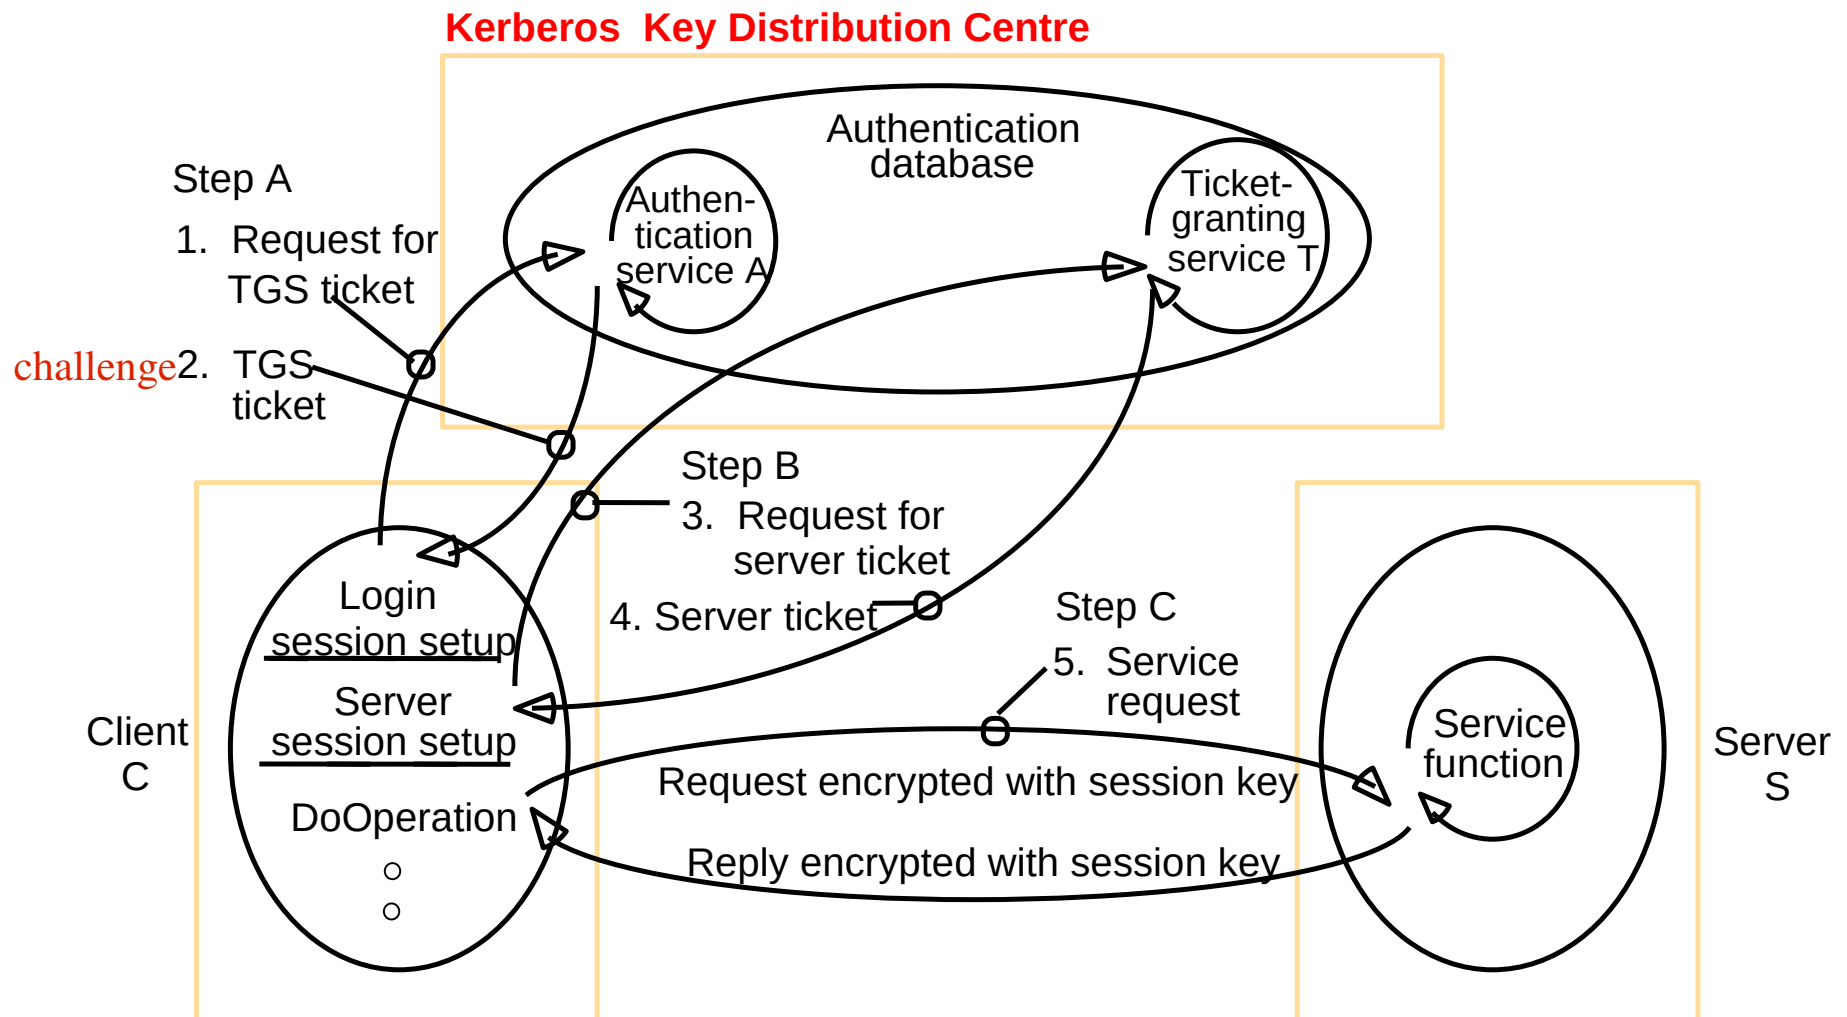 Kerberos Key Distribution Centre
Authentication
database
Authen-
tication
service A
Ticket-
granting
service T
Step A
1. Request for
TGS ticket
challenge 2. TGS
ticket
Step B
3. Request for
server ticket
4. Server ticket
Step C
5. Service
request
Login
session setup
Server
session setup
DoOperation
Client
C
Request encrypted with session key
Reply encrypted with session key
Service
function
Server
S